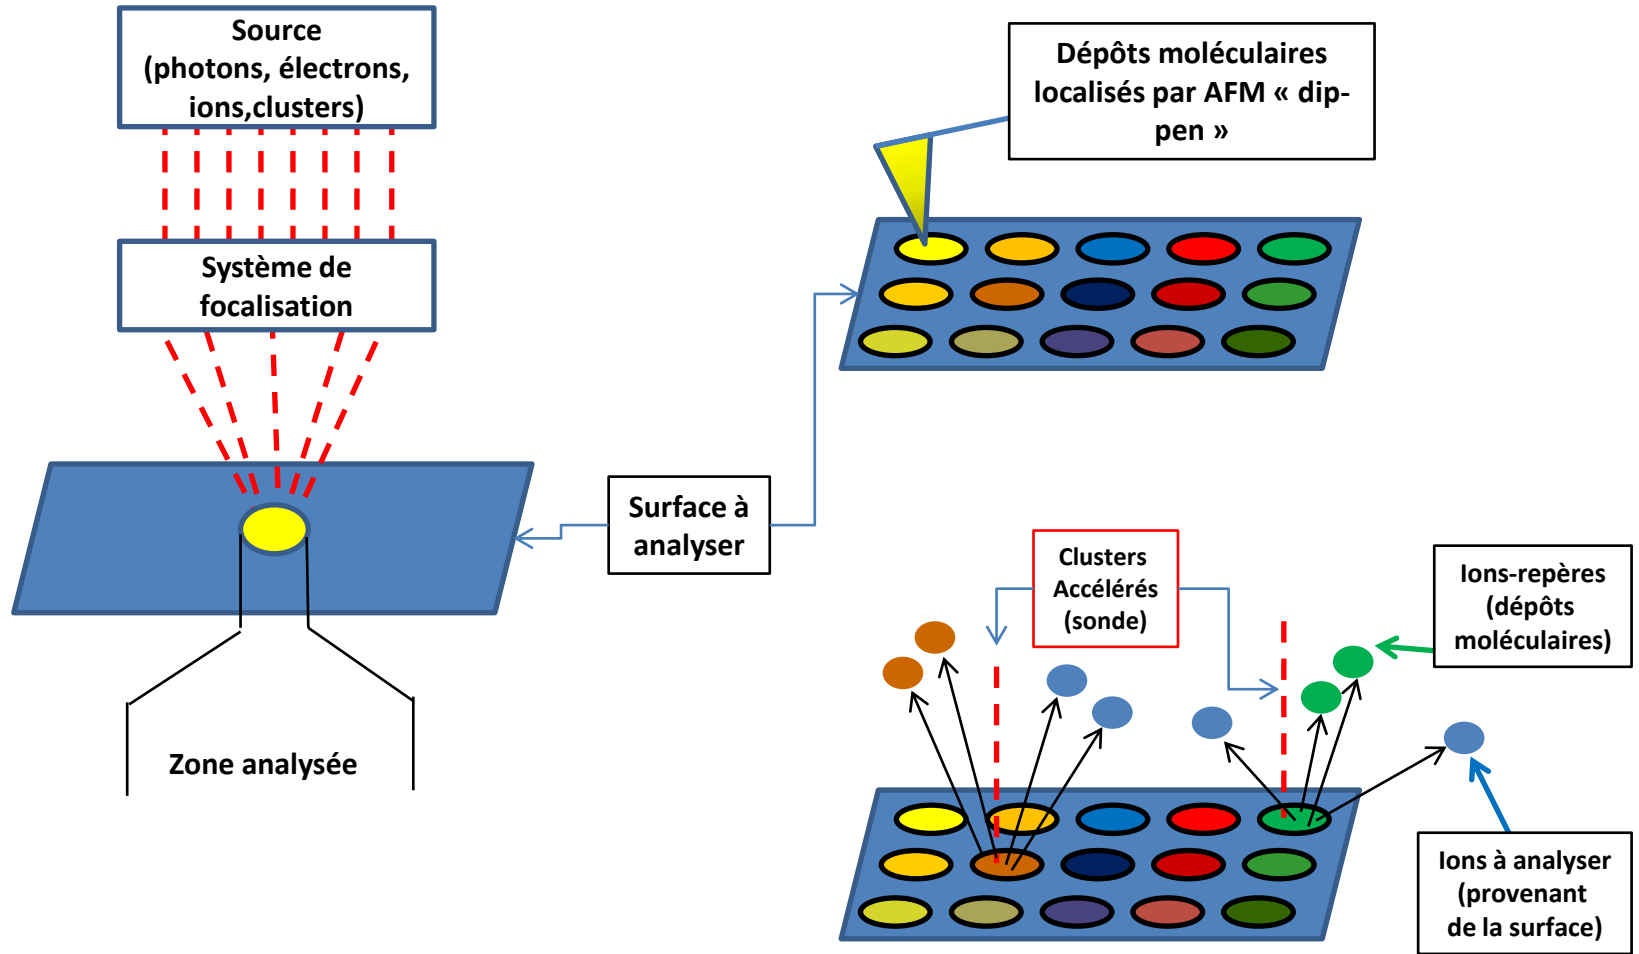 Source
(photons, électrons,
ions,clusters)
Système de
focalisation
Zone analysée
Surface à
analyser
Dépôts moléculaires
localisés par AFM « dip-
pen »
Clusters
Accélérés
(sonde)
Ions-repères
(dépôts
moléculaires)
Ions à analyser
(provenant
de la surface)